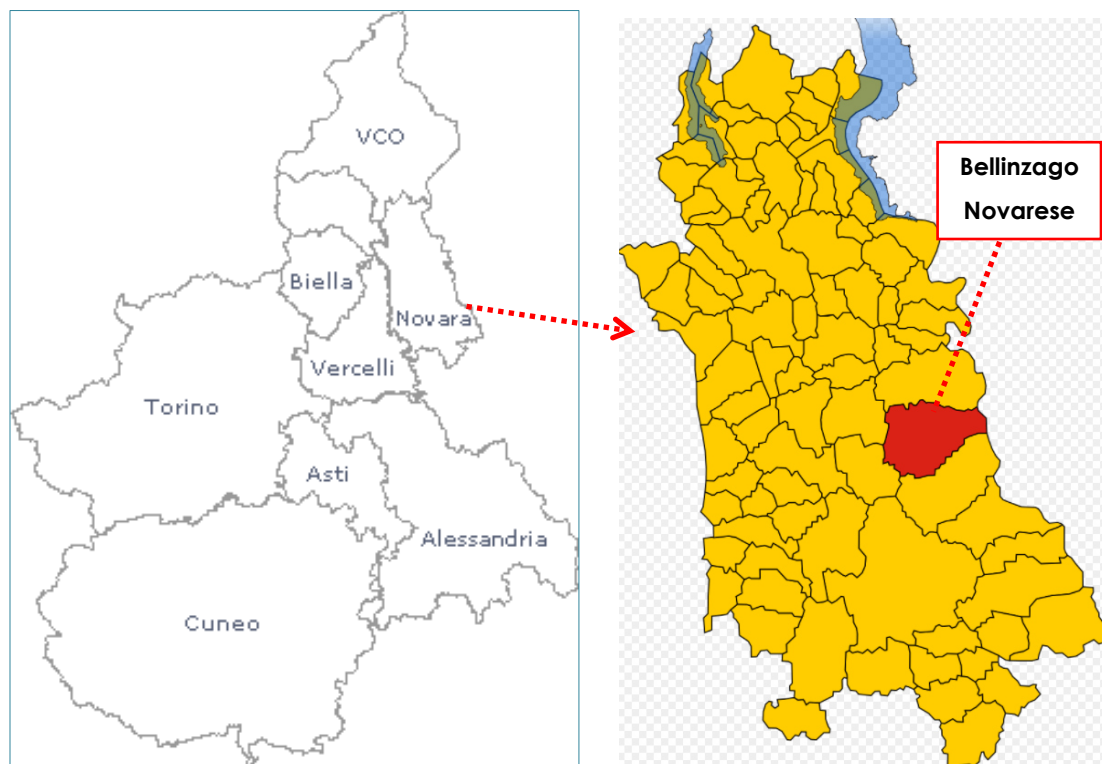 VCO
Biella
Novara
Vercelli
Torino
Asti
Alessandria
Cuneo
Bellinzago
Novarese